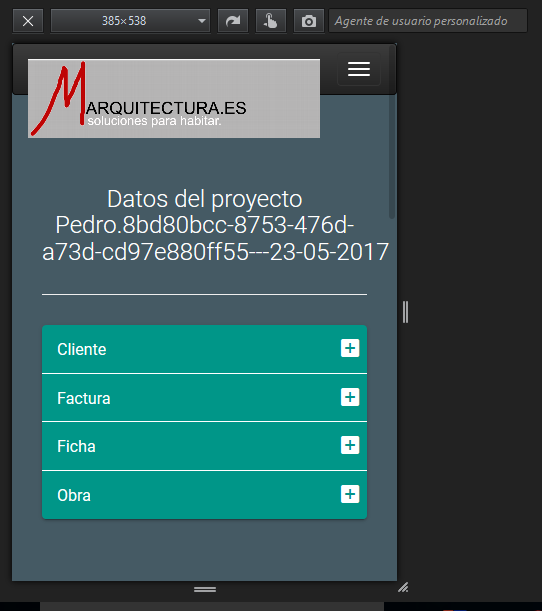 385×538
Agente de usuario personalizado
MARQUITECTURA.ES
soluciones para habitar.
Datos del proyecto
Pedro.8bd80bcc-8753-476d-
a73d-cd97e880ff55---23-05-2017
Cliente
Factura
Ficha
Obra